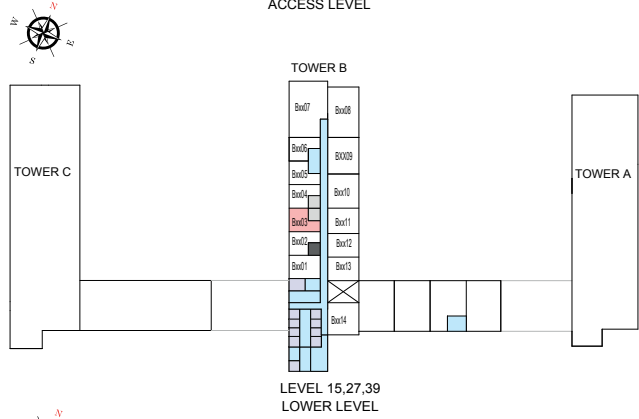 ACCESS LEVEL
N
W
E
S
TOWER B
Bxx07
Bxx08
Bxx06
BXX09
Bxx05
TOWER C
TOWER A
Bxx04
Bxx10
Bxx03
Bxx11
Bxx02
Bxx12
Bxx01
Bxx13
Bxx14
LEVEL 15,27,39
LOWER LEVEL
N